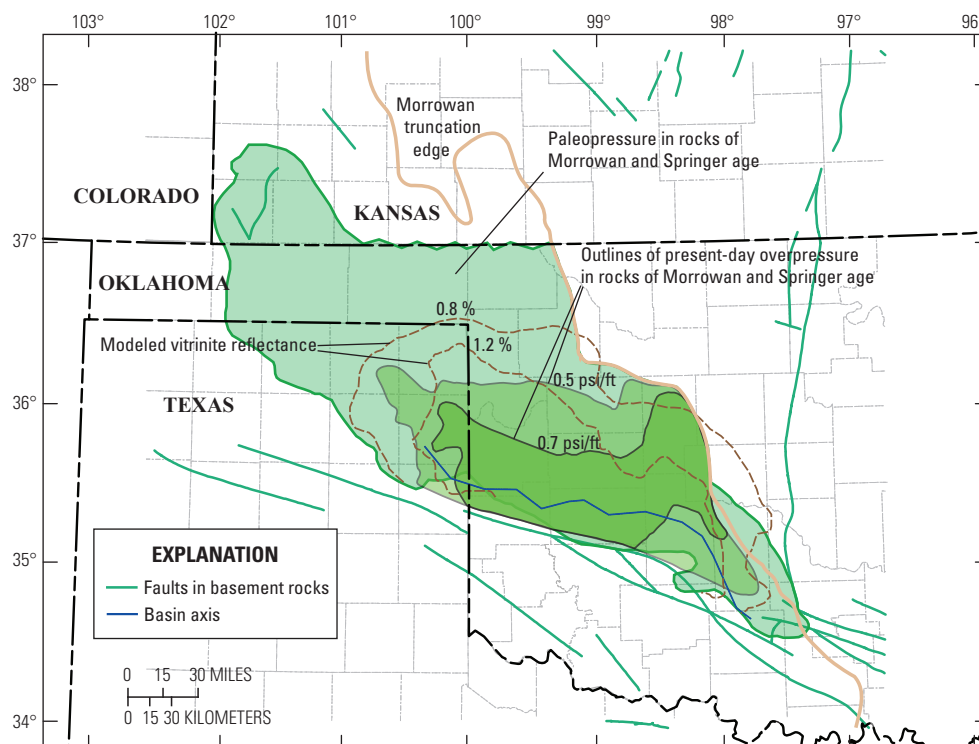 103°
102°
101°
100°
99°
98°
97°
96
38°
37°
36°
35°
34°
Morrowan
truncation
edge
Paleopressure in rocks of
Morrowan and Springer age
COLORADO
KANSAS
OKLAHOMA
Outlines of present-day overpressure
in rocks of Morrowan and Springer age
0.8 %
Modeled vitrinite reflectance
1.2 %
TEXAS
0.5 psi/ft
0.7 psi/ft
EXPLANATION
Faults in basement rocks
Basin axis
0 15 30 MILES
0 15 30 KILOMETERS